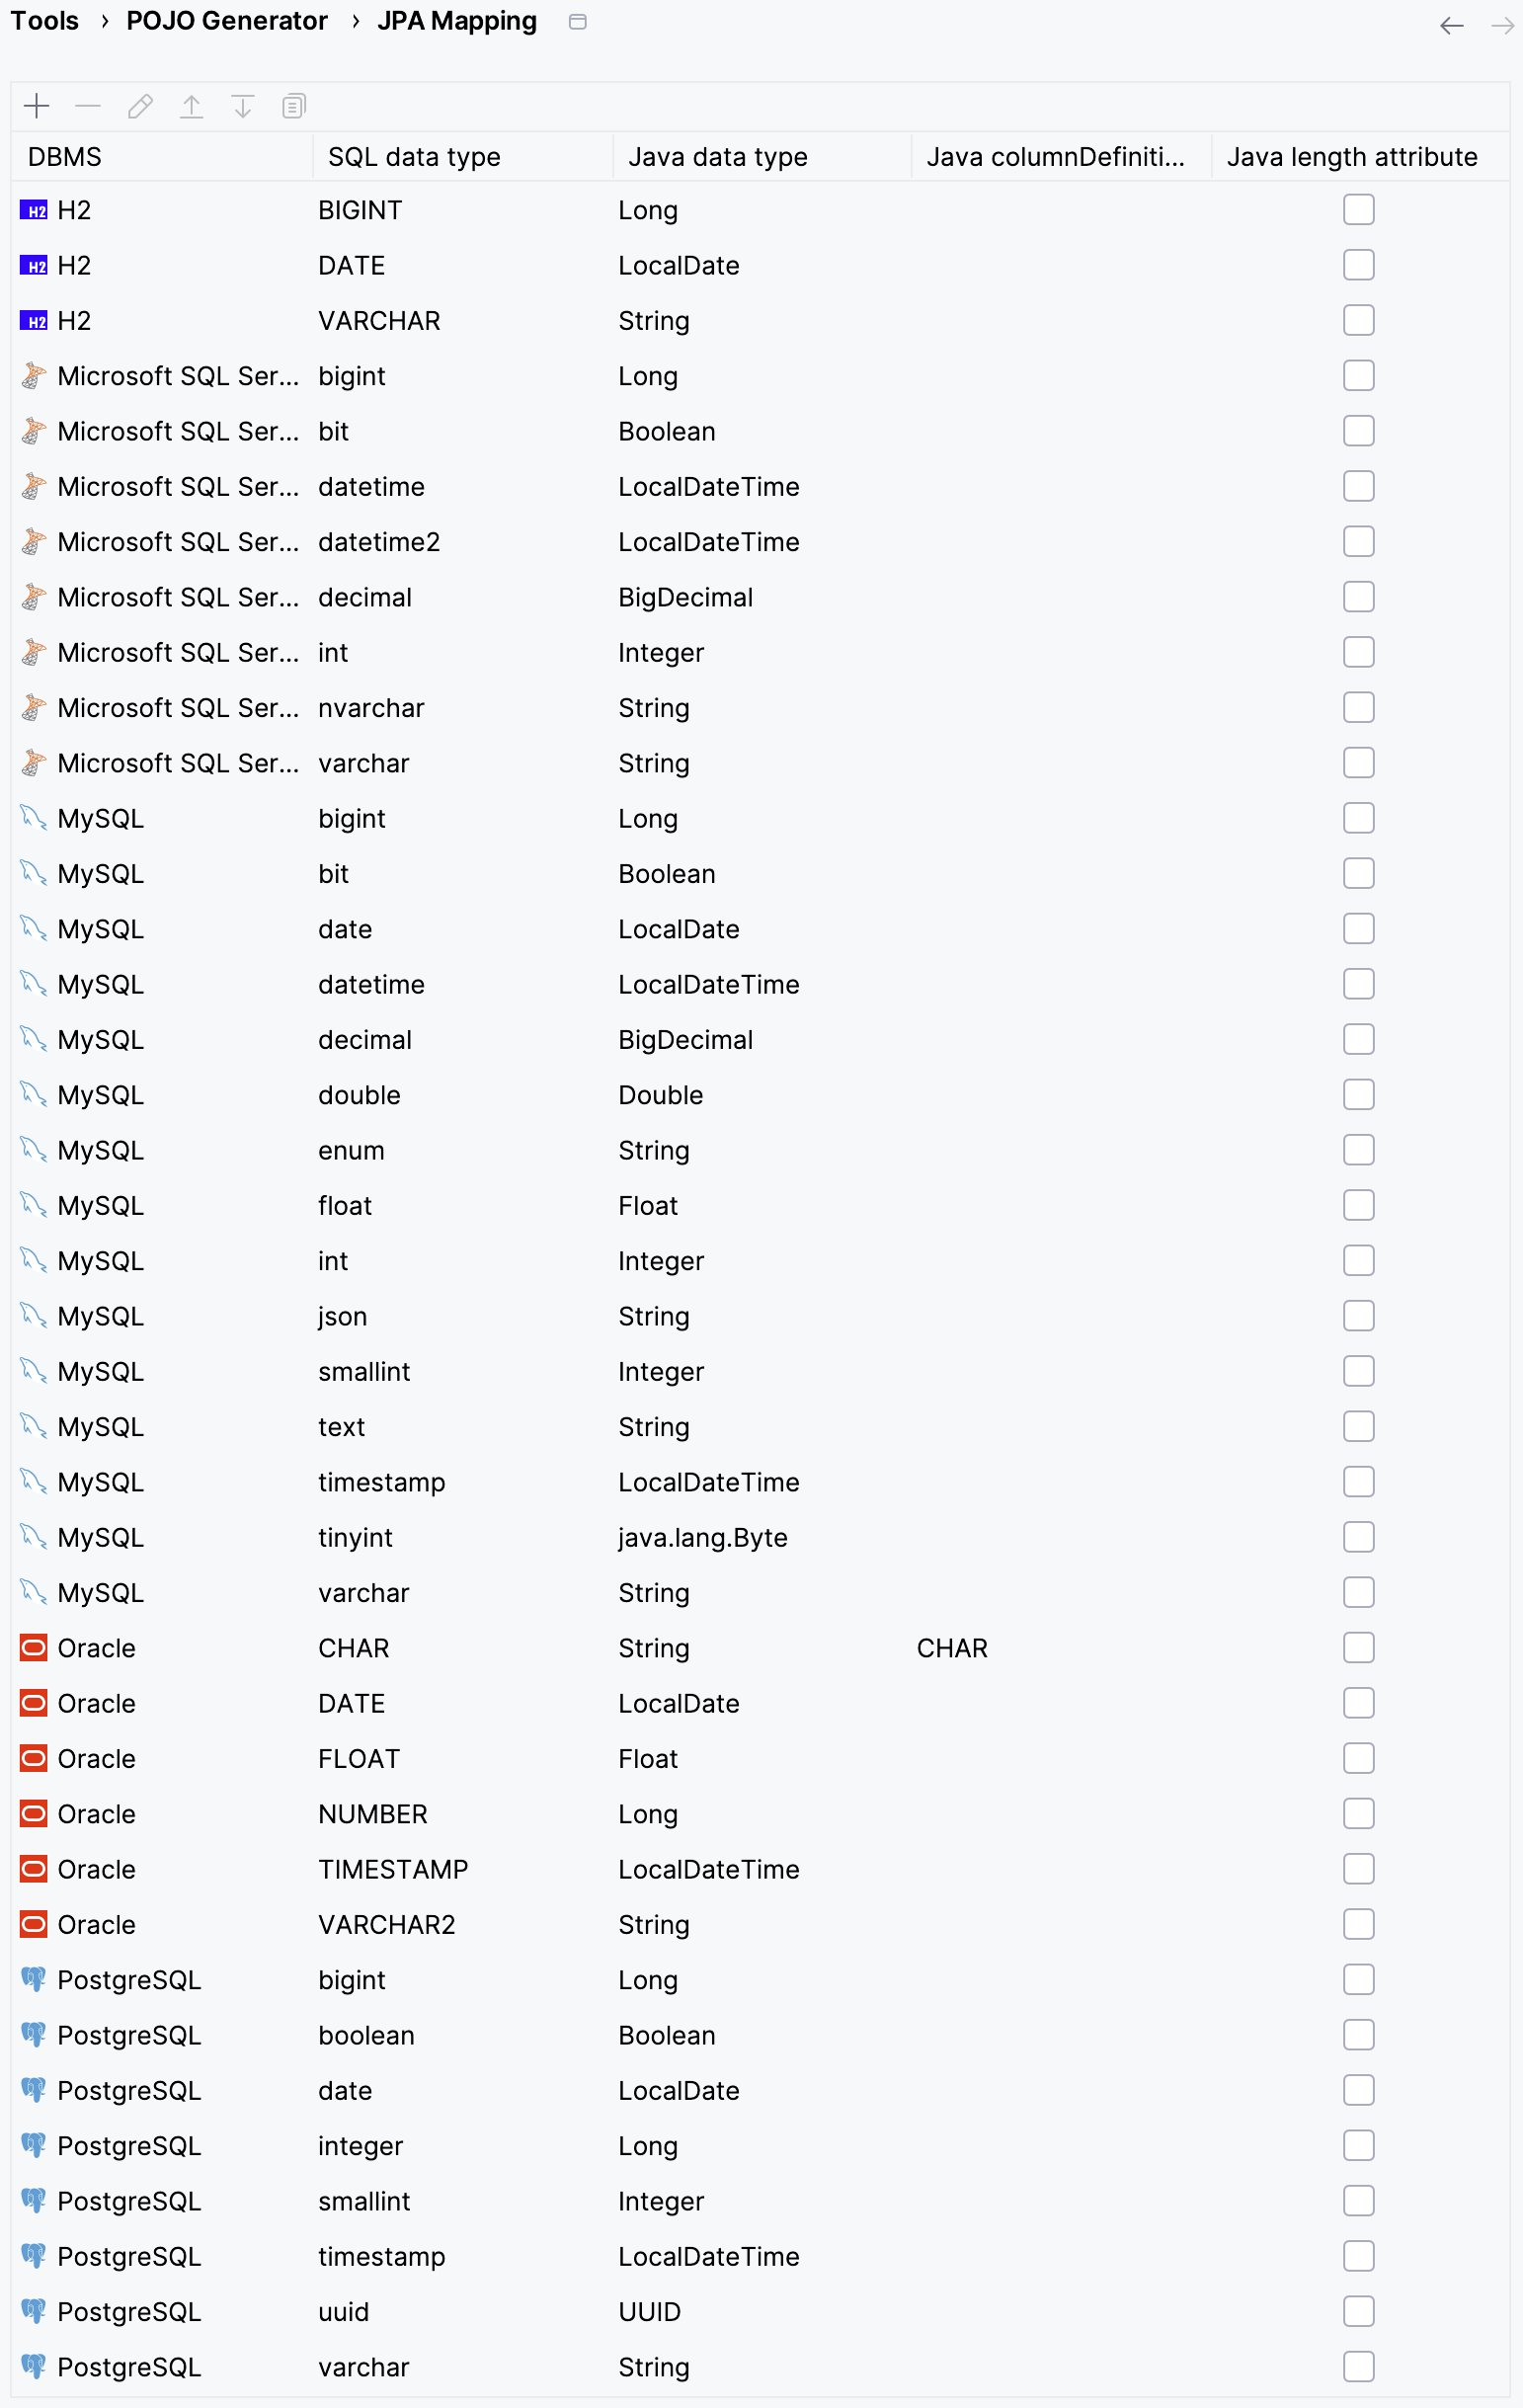 Tools › POJO Generator › JPA Mapping
DBMS SQL data type Java data type Java columnDefiniti... Java length attribute
H2 H2 BIGINT Long
H2 H2 DATE LocalDate
H2 H2 VARCHAR String
Microsoft SQL Ser... bigint Long
Microsoft SQL Ser... bit Boolean
Microsoft SQL Ser... datetime LocalDateTime
Microsoft SQL Ser... datetime2 LocalDateTime
Microsoft SQL Ser... decimal BigDecimal
Microsoft SQL Ser... int Integer
Microsoft SQL Ser... nvarchar String
Microsoft SQL Ser... varchar String
MySQL bigint Long
MySQL bit Boolean
MySQL date LocalDate
MySQL datetime LocalDateTime
MySQL decimal BigDecimal
MySQL double Double
MySQL enum String
MySQL float Float
MySQL int Integer
MySQL json String
MySQL smallint Integer
MySQL text String
MySQL timestamp LocalDateTime
MySQL tinyint java.lang.Byte
MySQL varchar String
Oracle CHAR String CHAR
Oracle DATE LocalDate
Oracle FLOAT Float
Oracle NUMBER Long
Oracle TIMESTAMP LocalDateTime
Oracle VARCHAR2 String
PostgreSQL bigint Long
PostgreSQL boolean Boolean
PostgreSQL date LocalDate
PostgreSQL integer Long
PostgreSQL smallint Integer
PostgreSQL timestamp LocalDateTime
PostgreSQL uuid UUID
PostgreSQL varchar String